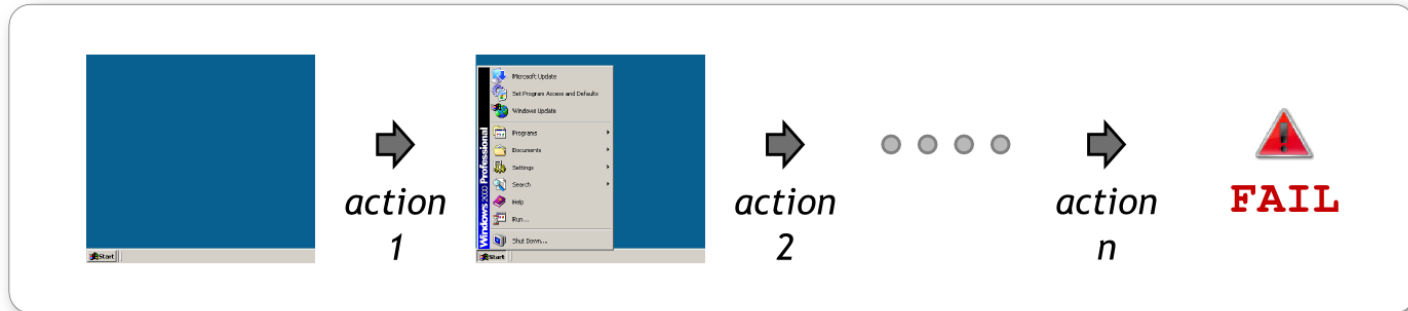 Start
Windows 2000 Professional
Microsoft Update
Set Program Access and Defaults
Windows Update
Programs
Documents
Settings
Search
Help
Run...
Shut Down...
Start
action
1
action
2
action
n
FAIL